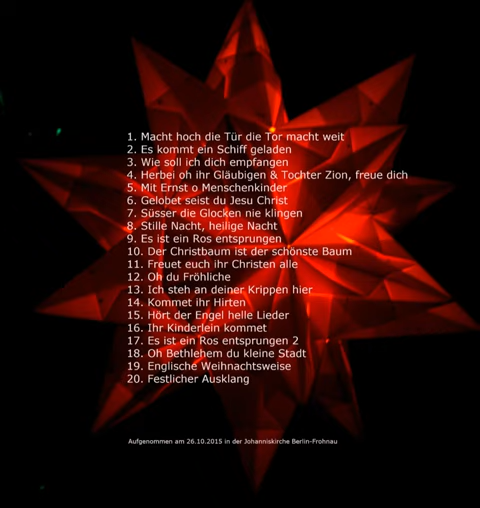 1. Macht hoch die Tür die Tor macht weit
2. Es kommt ein Schiff geladen
3. Wie soll ich dich empfangen
4. Herbei oh ihr Gläubigen & Tochter Zion, freue dich
5. Mit Ernst o Menschenkinder
6. Gelobet seist du Jesu Christ
7. Süsser die Glocken nie klingen
8. Stille Nacht, heilige Nacht
9. Es ist ein Ros entsprungen
10. Der Christbaum ist der schönste Baum
11. Freuet euch ihr Christen alle
12. Oh du Fröhliche
13. Ich steh an deiner Krippen hier
14. Kommet ihr Hirten
15. Hört der Engel helle Lieder
16. Ihr Kinderlein kommet
17. Es ist ein Ros entsprungen 2
18. Oh Bethlehem du kleine Stadt
19. Englische Weihnachtsweise
20. Festlicher Ausklang
Aufgenommen am 26.10.2015 in der Johanniskirche Berlin-Frohnau